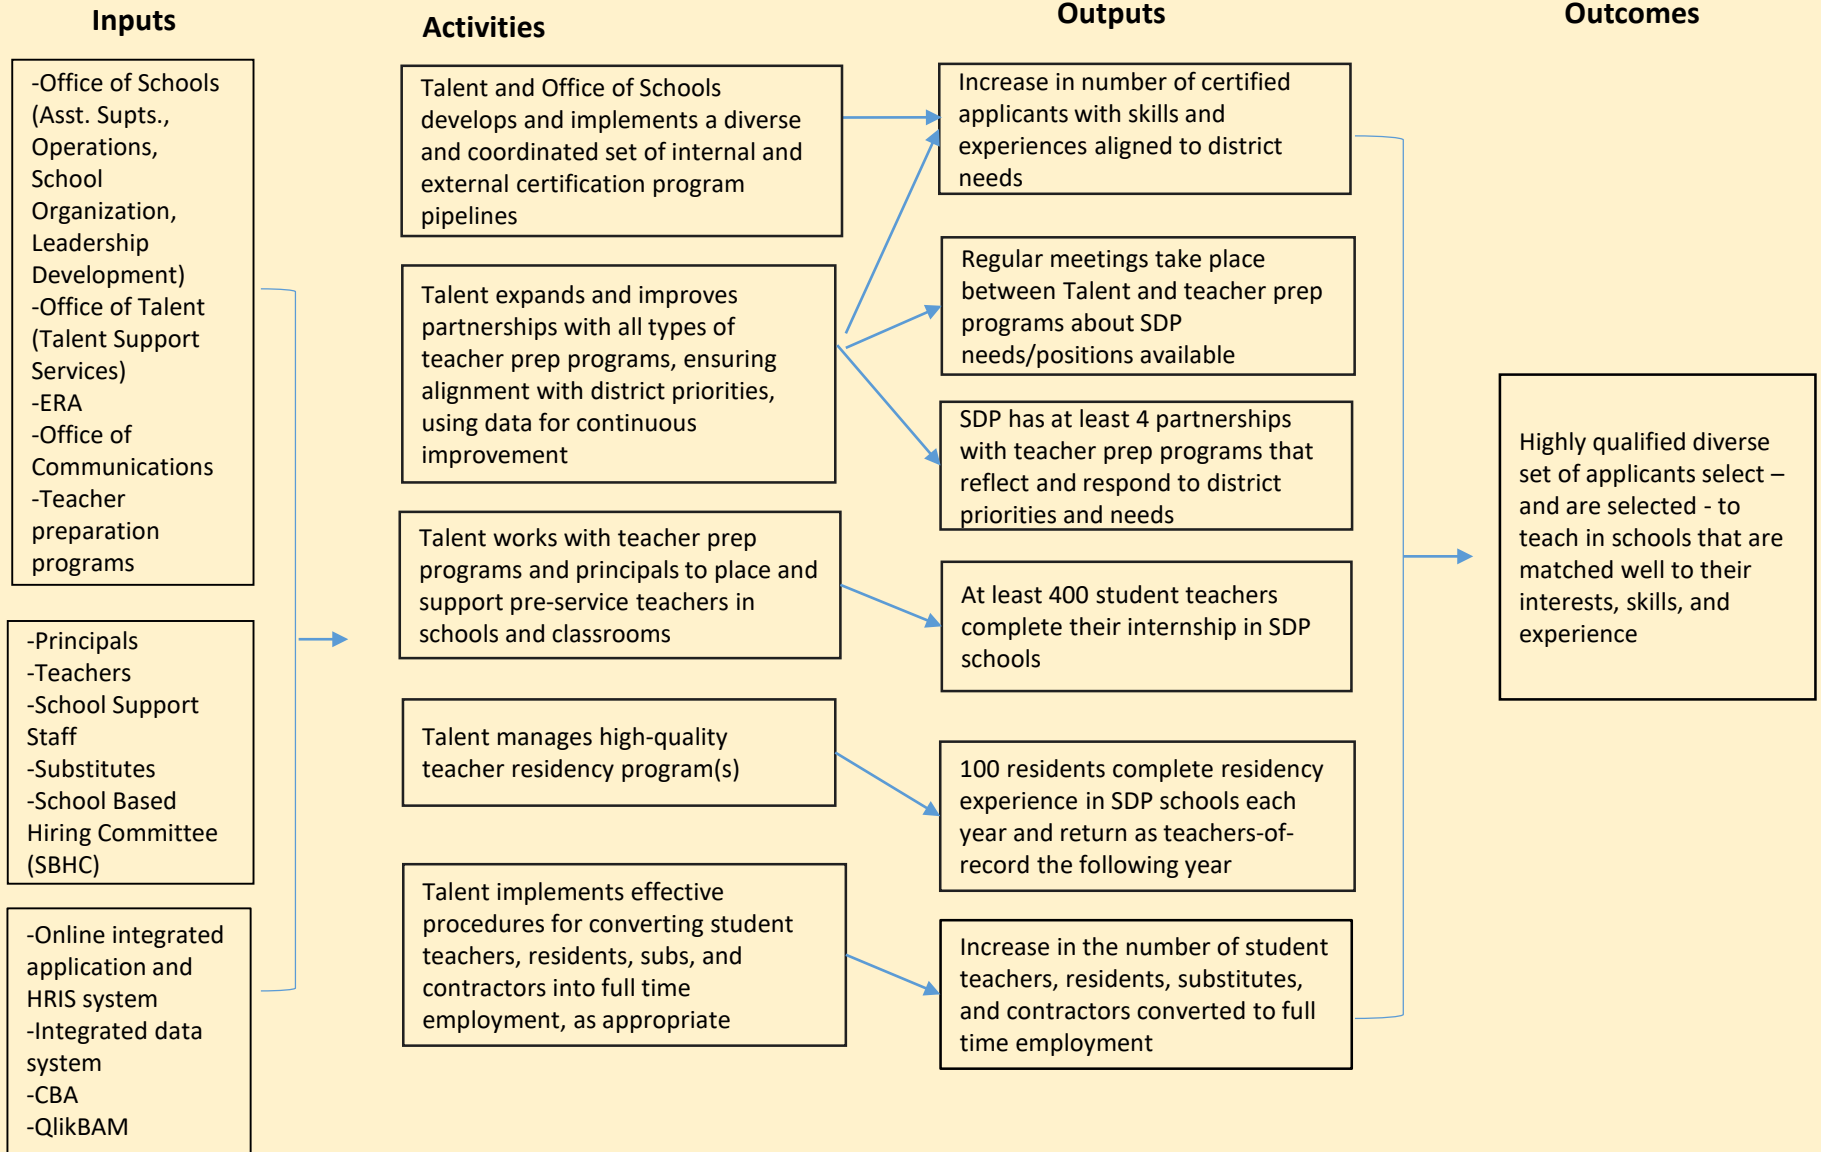 Inputs
-Office of Schools
(Asst. Supts.,
Operations,
School
Organization,
Leadership
Development)
-Office of Talent
(Talent Support
Services)
-ERA
-Office of
Communications
-Teacher
preparation
programs
-Principals
-Teachers
-School Support
Staff
-Substitutes
-School Based
Hiring Committee
(SBHC)
-Online integrated
application and
HRIS system
-Integrated data
system
-CBA
-QlikBAM
Activities
Talent and Office of Schools
develops and implements a diverse
and coordinated set of internal and
external certification program
pipelines
Talent expands and improves
partnerships with all types of
teacher prep programs, ensuring
alignment with district priorities,
using data for continuous
improvement
Talent works with teacher prep
programs and principals to place and
support pre-service teachers in
schools and classrooms
Talent manages high-quality
teacher residency program(s)
Talent implements effective
procedures for converting student
teachers, residents, subs, and
contractors into full time
employment, as appropriate
Outputs
Increase in number of certified
applicants with skills and
experiences aligned to district
needs
Regular meetings take place
between Talent and teacher prep
programs about SDP
needs/positions available
SDP has at least 4 partnerships
with teacher prep programs that
reflect and respond to district
priorities and needs
At least 400 student teachers
complete their internship in SDP
schools
100 residents complete residency
experience in SDP schools each
year and return as teachers-of-
record the following year
Increase in the number of student
teachers, residents, substitutes,
and contractors converted to full
time employment
Outcomes
Highly qualified diverse
set of applicants select –
and are selected - to
teach in schools that are
matched well to their
interests, skills, and
experience